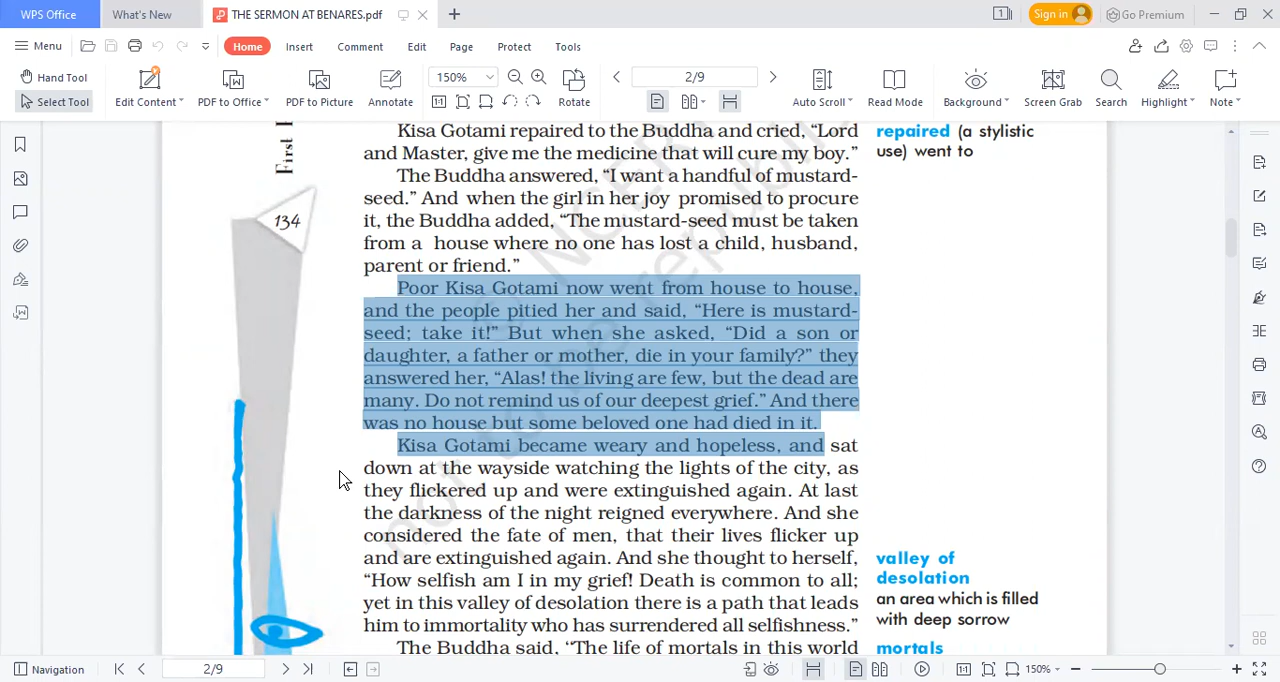 WPS Office What's New THE SERMON AT BENARES.pdf Sign in Go Premium
Menu Home Insert Comment Edit Page Protect Tools
Hand Tool 150% 2/9
Select Tool Edit Content PDF to Office PDF to Picture Annotate Rotate Auto Scroll Read Mode Background Screen Grab Search Highlight Note
First
134
Kisa Gotami repaired to the Buddha and cried, “Lord
and Master, give me the medicine that will cure my boy.”
The Buddha answered, “I want a handful of mustard-
seed.” And when the girl in her joy promised to procure
it, the Buddha added, “The mustard-seed must be taken
from a house where no one has lost a child, husband,
parent or friend.”
Poor Kisa Gotami now went from house to house,
and the people pitied her and said, “Here is mustard-
seed; take it!” But when she asked, “Did a son or
daughter, a father or mother, die in your family?” they
answered her, “Alas! the living are few, but the dead are
many. Do not remind us of our deepest grief.” And there
was no house but some beloved one had died in it.
Kisa Gotami became weary and hopeless, and sat
down at the wayside watching the lights of the city, as
they flickered up and were extinguished again. At last
the darkness of the night reigned everywhere. And she
considered the fate of men, that their lives flicker up
and are extinguished again. And she thought to herself,
“How selfish am I in my grief! Death is common to all;
yet in this valley of desolation there is a path that leads
him to immortality who has surrendered all selfishness.”
The Buddha said, “The life of mortals in this world
repaired (a stylistic
use) went to
valley of
desolation
an area which is filled
with deep sorrow
mortals
Navigation 2/9 150%